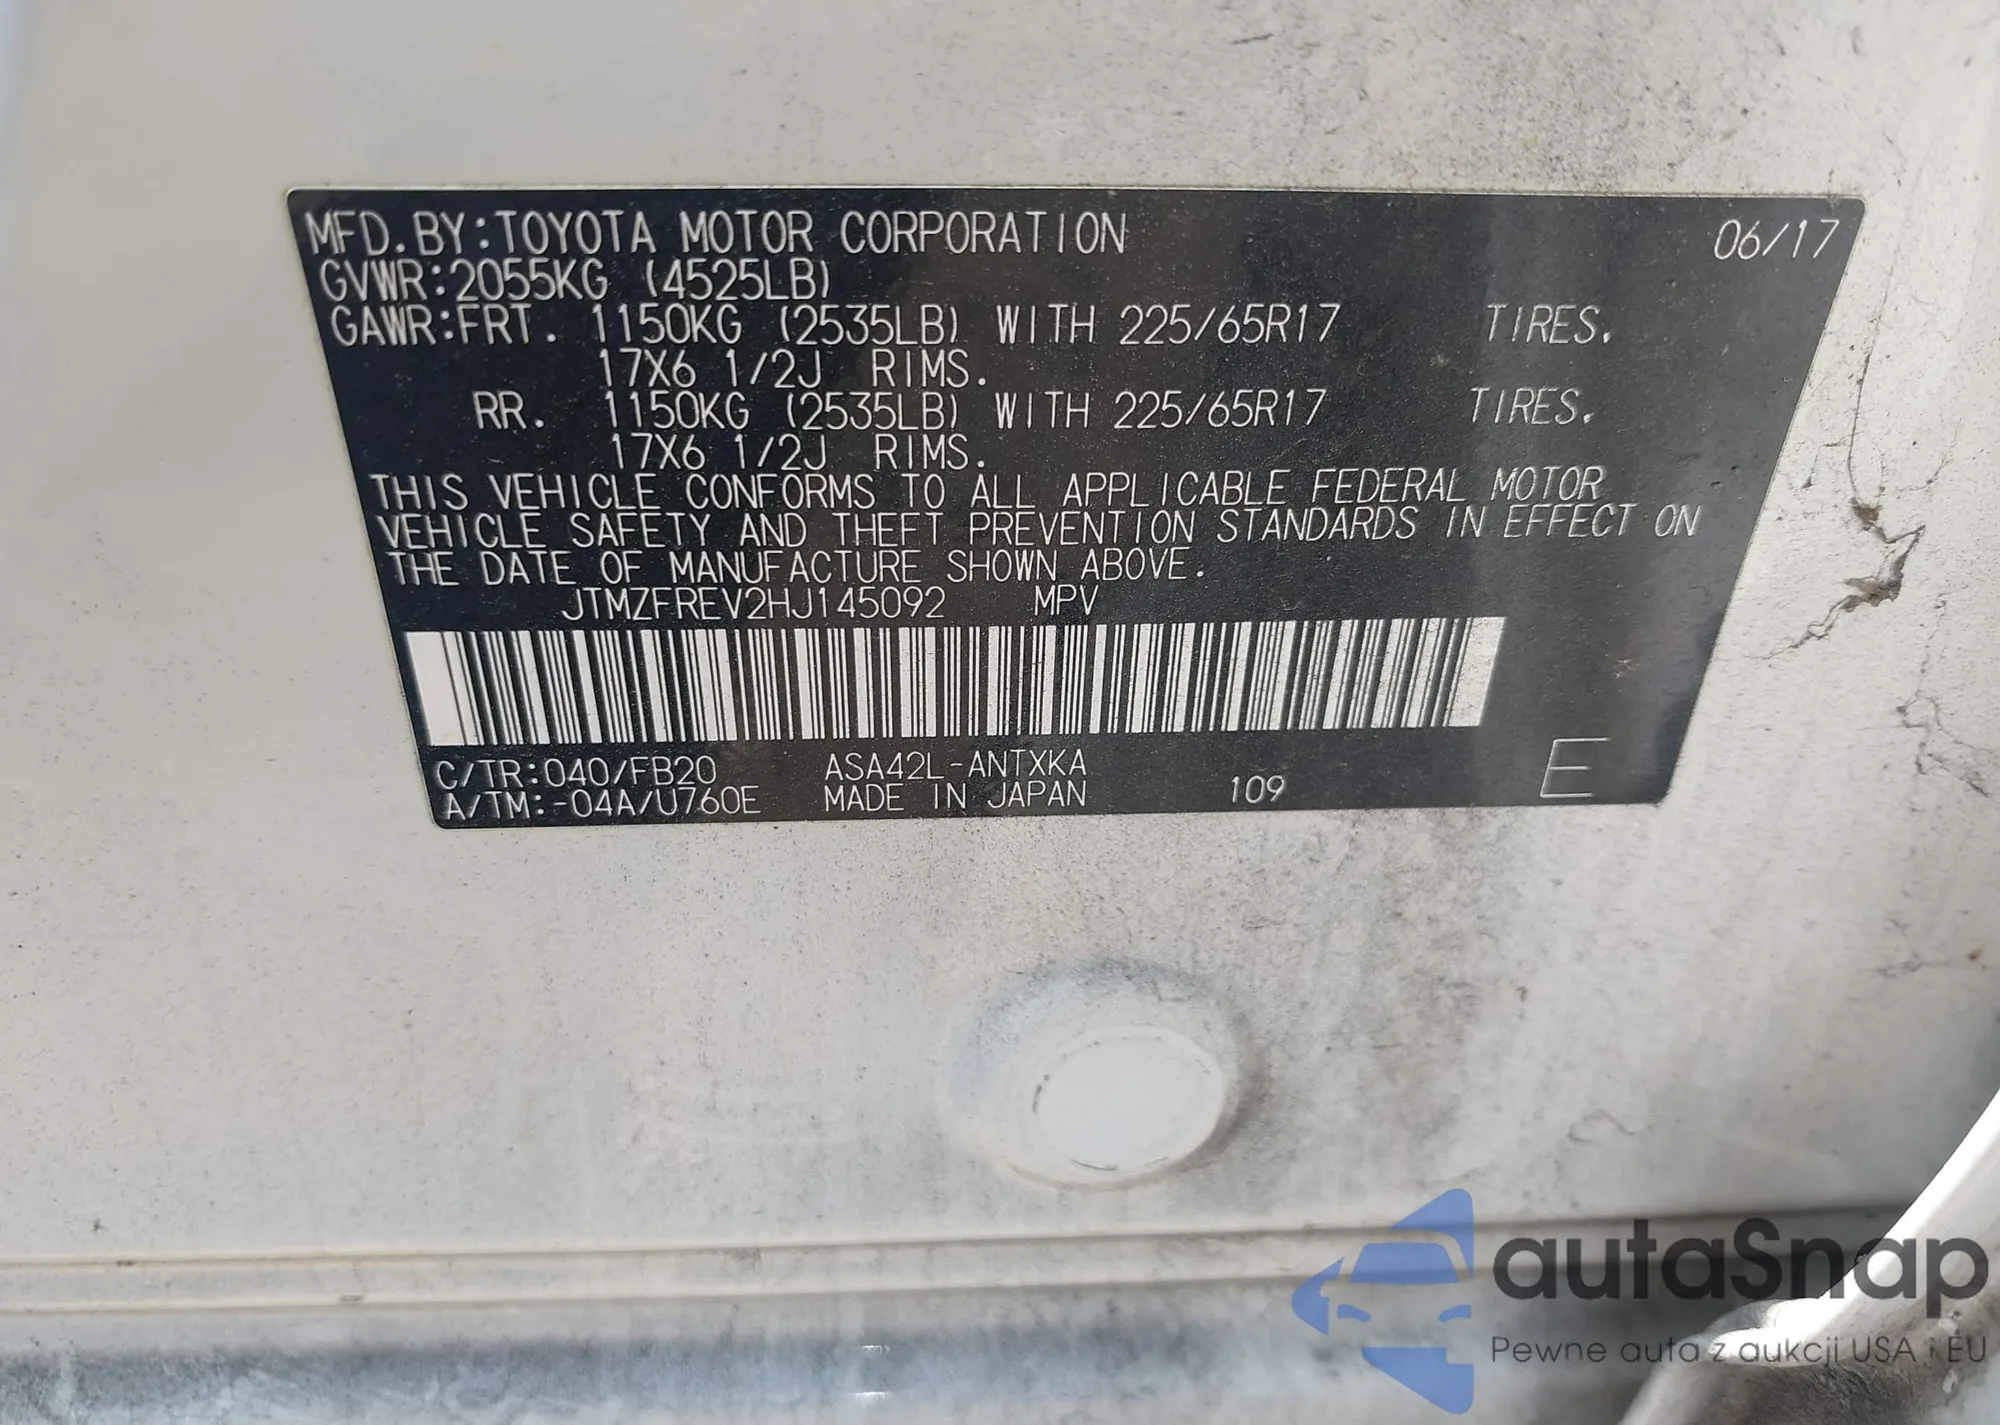 MFD. BY:TOYOTA MOTOR CORPORATION 06/17
GVWR:2055KG (4525LB)
GAWR:FRT. 1150KG (2535LB) WITH 225/65R17 TIRES.
17X6 1/2J RIMS.
RR. 1150KG (2535LB) WITH 225/65R17 TIRES.
17X6 1/2J RIMS.
THIS VEHICLE CONFORMS TO ALL APPLICABLE FEDERAL MOTOR
VEHICLE SAFETY AND THEFT PREVENTION STANDARDS IN EFFECT ON
THE DATE OF MANUFACTURE SHOWN ABOVE.
JTMZFREV2HJ145092 MPV
C/TR:040/FB20 ASA42L-ANTXKA
A/TM:-04A/U760E MADE IN JAPAN 109 E
autaSnap
Pewne auta z aukcji USA i EU